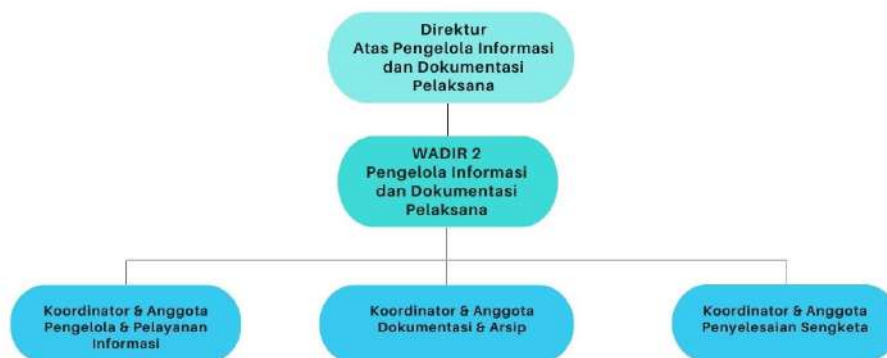 Direktur
Atas Pengelola Informasi
dan Dokumentasi
Pelaksana
WADIR 2
Pengelola Informasi
dan Dokumentasi
Pelaksana
Koordinator & Anggota
Pengelola & Pelayanan
Informasi
Koordinator & Anggota
Dokumentasi & Arsip
Koordinator & Anggota
Penyelesaian Sengketa